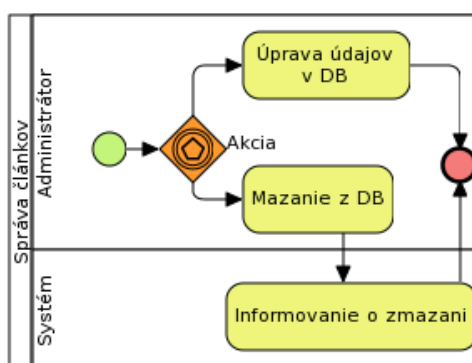 Správa článkov
Administrátor
Úprava údajov
v DB
Akcia
Mazanie z DB
Systém
Informovanie o zmazani